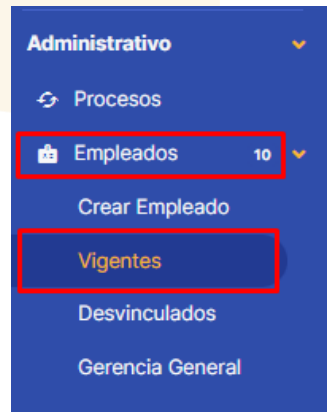 Administrativo
Procesos
Empleados 10
Crear Empleado
Vigentes
Desvinculados
Gerencia General